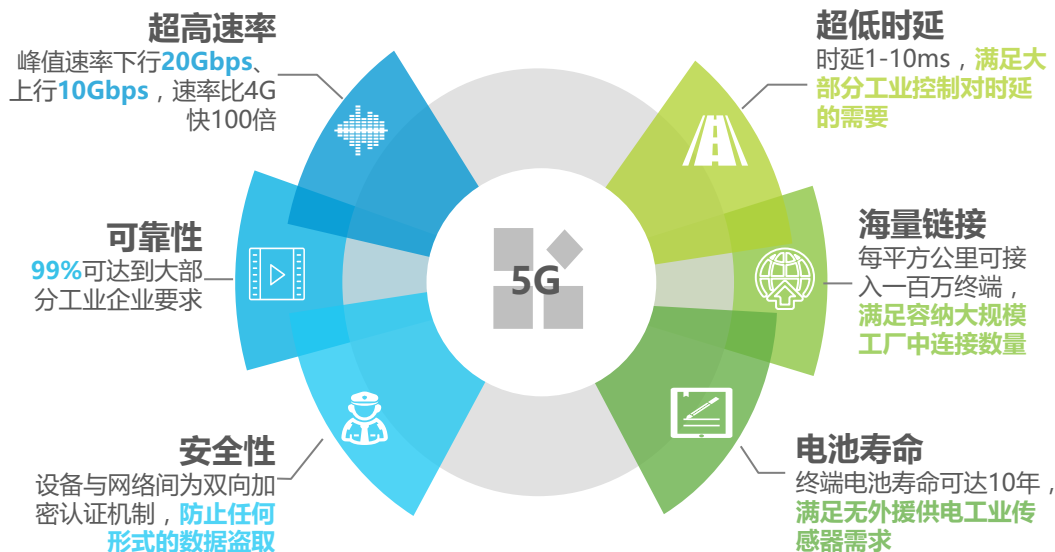 超高速率
峰值速率下行20Gbps、
上行10Gbps，速率比4G
快100倍
可靠性
99%可达到大部
分工业企业要求
安全性
设备与网络间为双向加
密认证机制，防止任何
形式的数据盗取
5G
超低时延
时延1-10ms，满足大
部分工业控制对时延
的需要
海量链接
每平方公里可接
入一百万终端，
满足容纳大规模
工厂中连接数量
电池寿命
终端电池寿命可达10年，
满足无外援供电工业传
感器需求